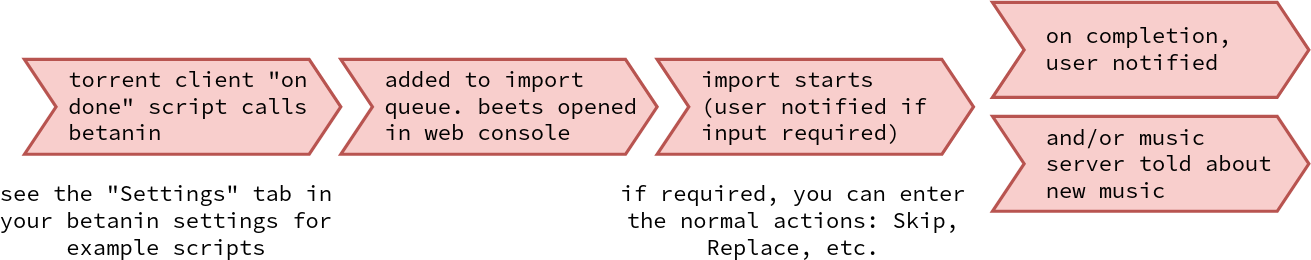 torrent client "on
done" script calls
betanin
added to import
queue. beets opened
in web console
import starts
(user notified if
input required)
on completion,
user notified
and/or music
server told about
new music
see the "Settings" tab in
your betanin settings for
example scripts
if required, you can enter
the normal actions: Skip,
Replace, etc.